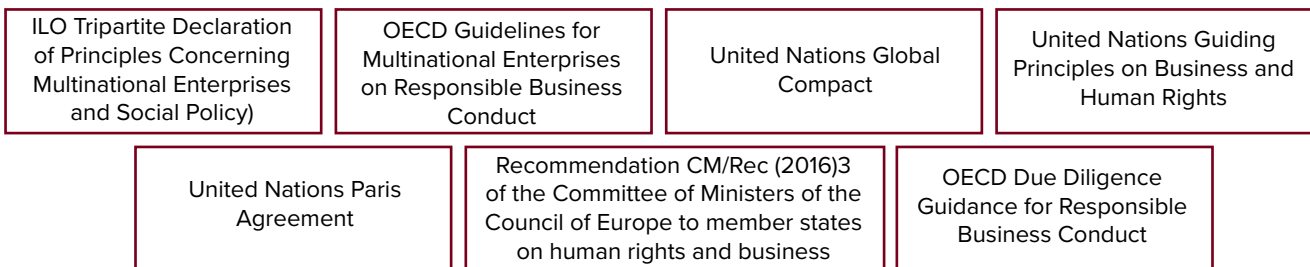 ILO Tripartite Declaration
of Principles Concerning
Multinational Enterprises
and Social Policy)
OECD Guidelines for
Multinational Enterprises
on Responsible Business
Conduct
United Nations Global
Compact
United Nations Guiding
Principles on Business and
Human Rights
United Nations Paris
Agreement
Recommendation CM/Rec (2016)3
of the Committee of Ministers of the
Council of Europe to member states
on human rights and business
OECD Due Diligence
Guidance for Responsible
Business Conduct